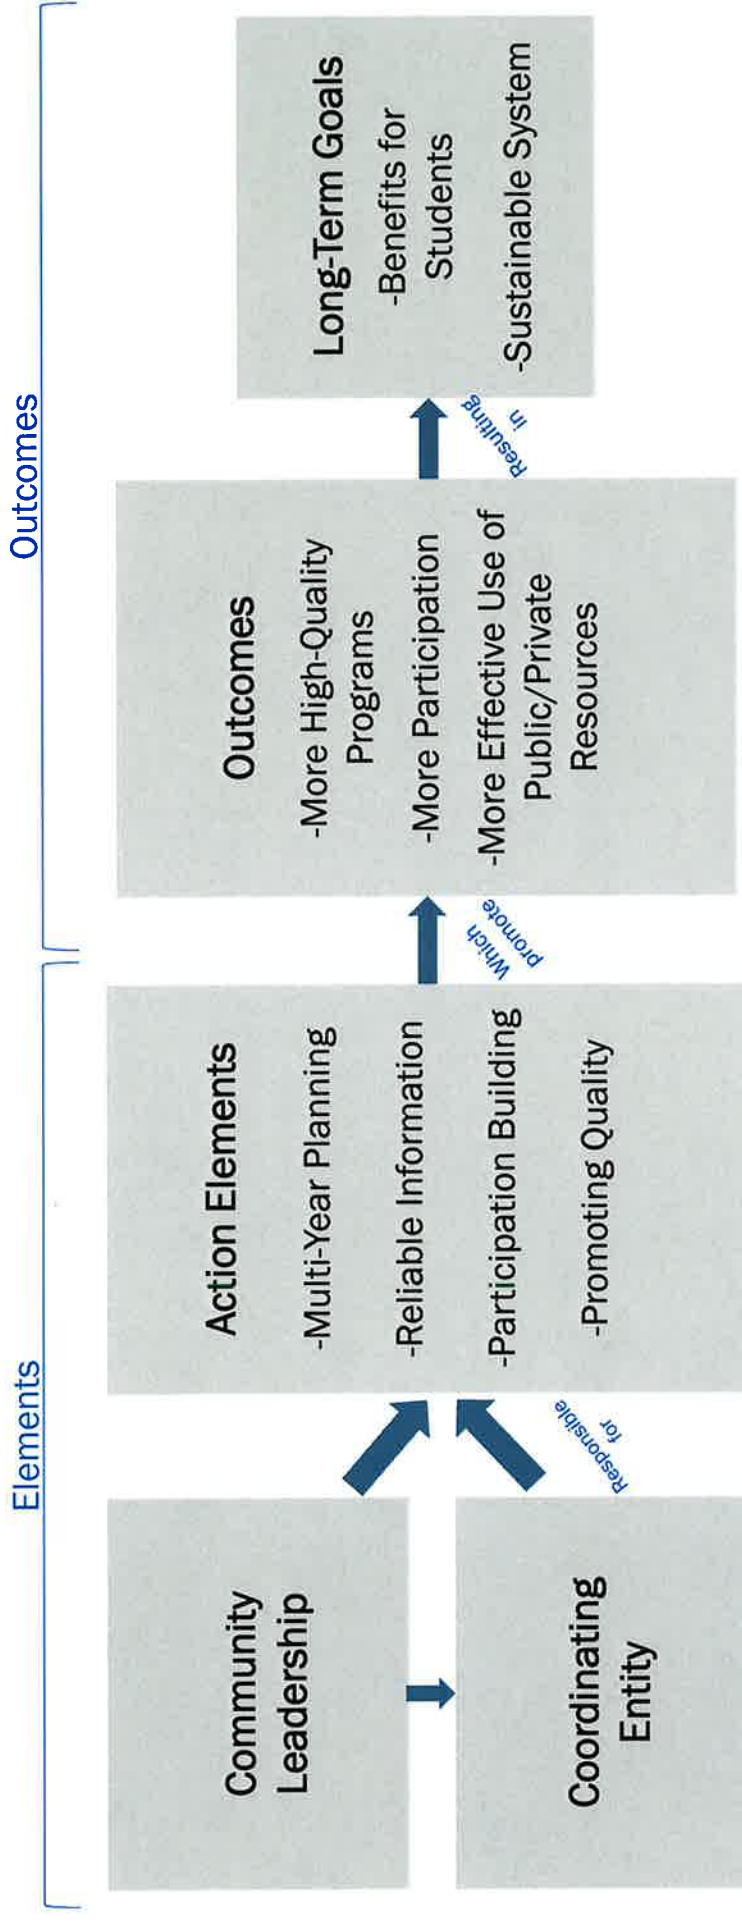 Elements
Outcomes
Community
Leadership
Coordinating
Entity
Responsible
for
Action Elements
-Multi-Year Planning
-Reliable Information
-Participation Building
-Promoting Quality
Which
promote
Outcomes
-More High-Quality
Programs
-More Participation
-More Effective Use of
Public/Private
Resources
Resulting
in
Long-Term Goals
-Benefits for
Students
-Sustainable System